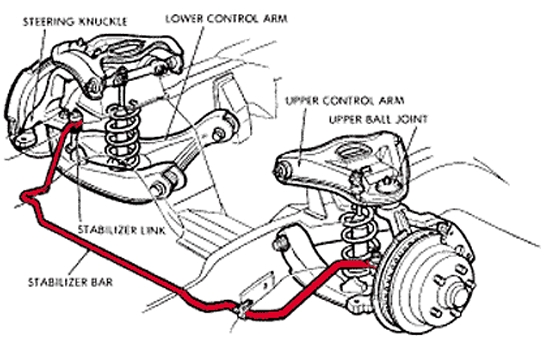 STEERING KNUCKLE
LOWER CONTROL ARM
UPPER CONTROL ARM
UPPER BALL JOINT
STABILIZER LINK
STABILIZER BAR